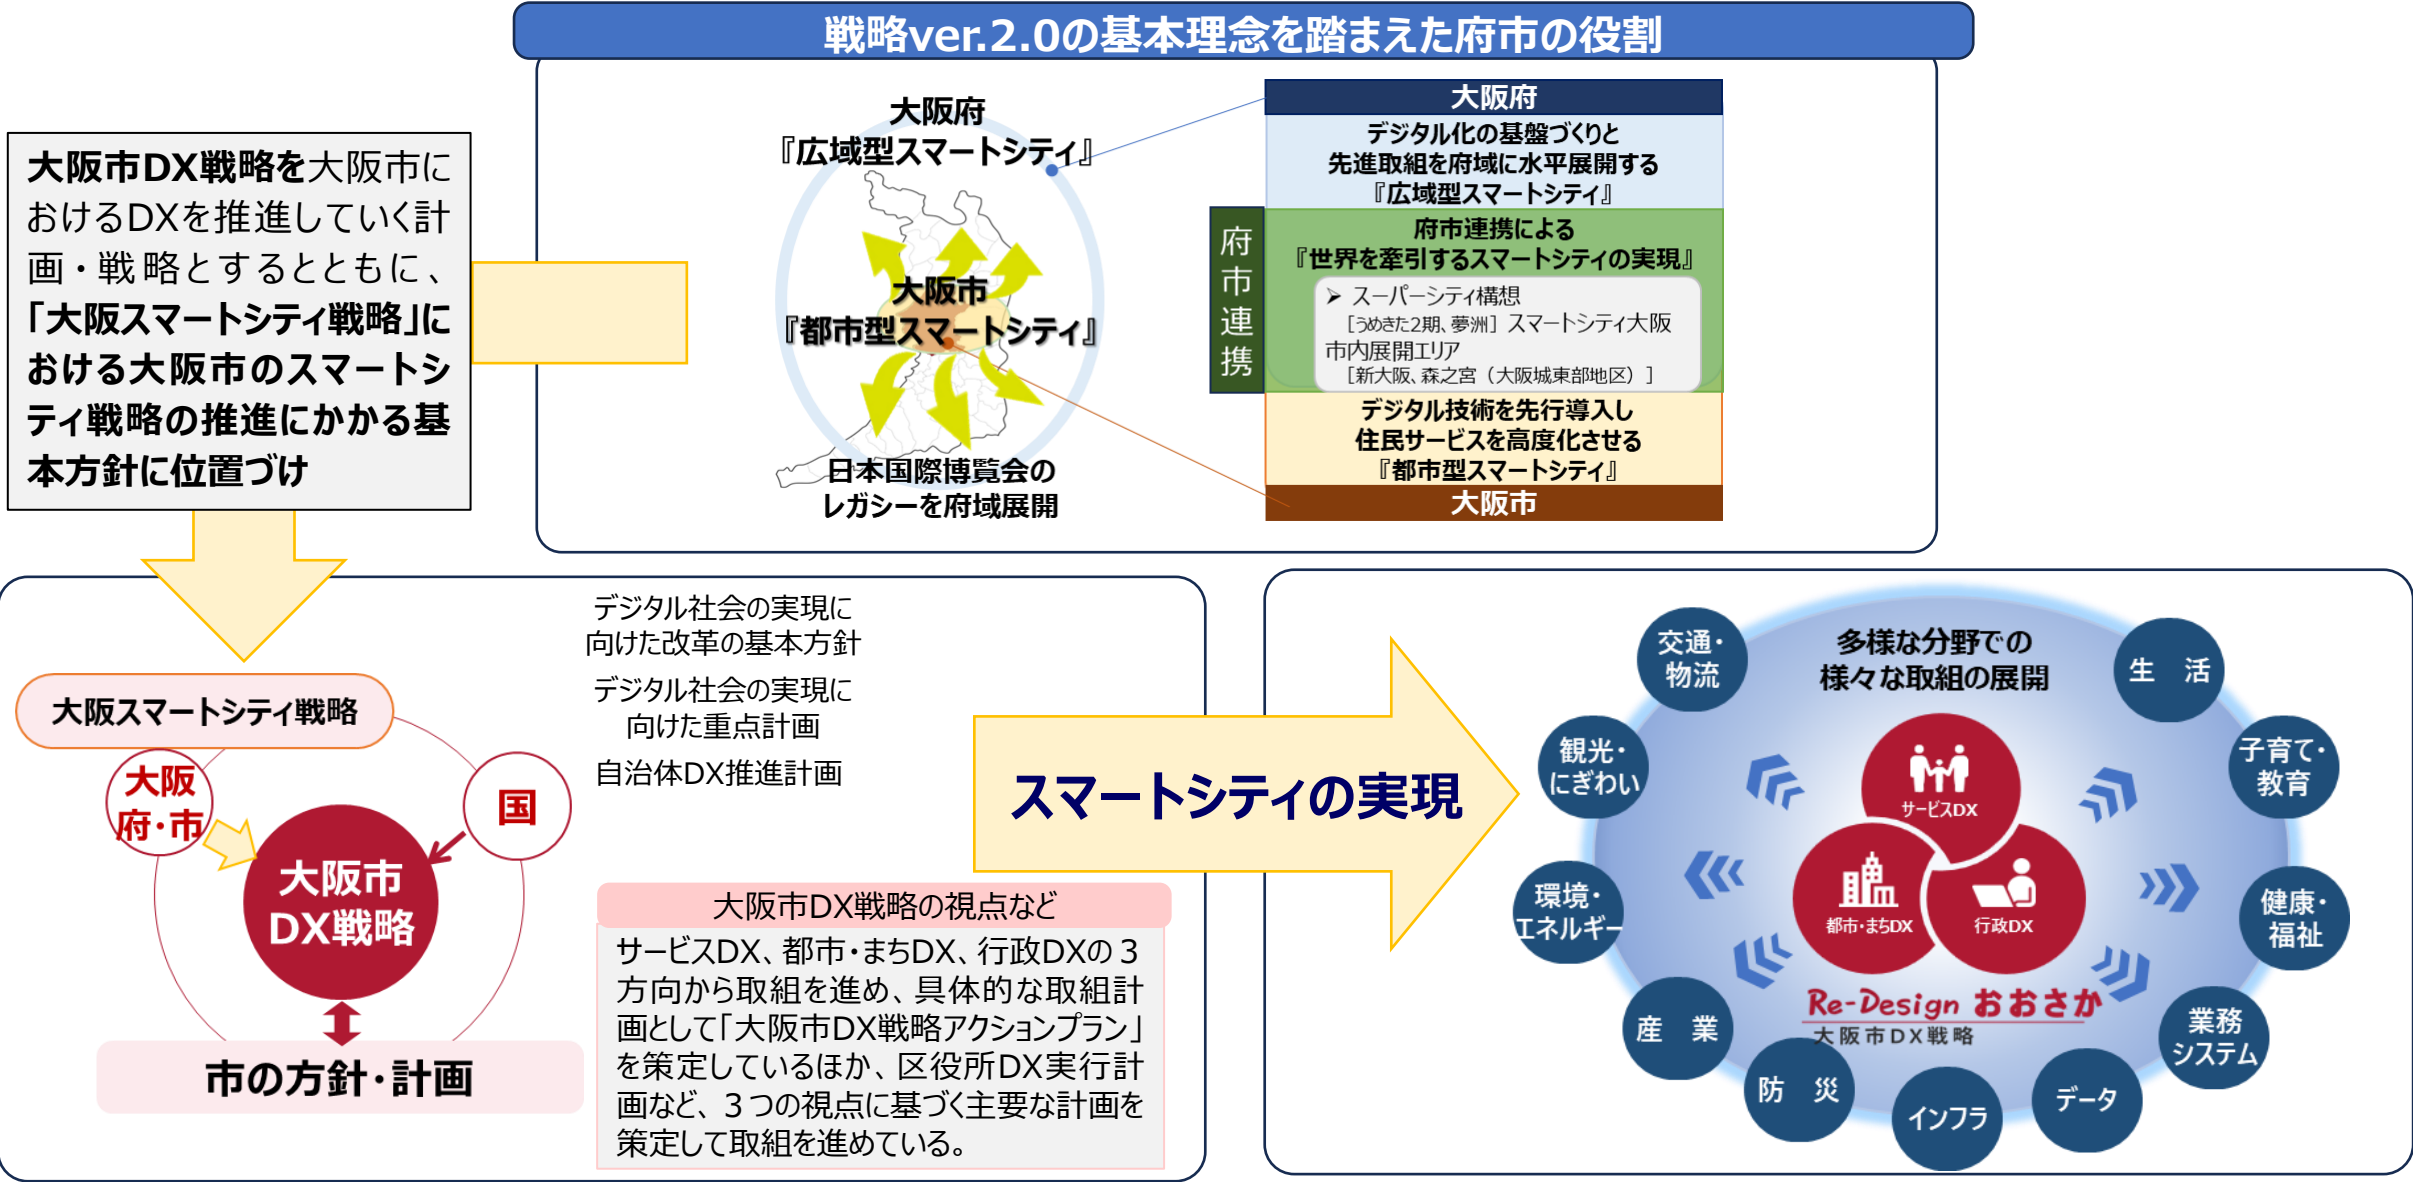 戦略ver.2.0の基本理念を踏まえた府市の役割
大阪市DX戦略を大阪市に
おけるDXを推進していく計
画・戦略とするとともに、
「大阪スマートシティ戦略」に
おける大阪市のスマートシ
ティ戦略の推進にかかる基
本方針に位置づけ
大阪府
『広域型スマートシティ』
大阪市
『都市型スマートシティ』
日本国際博覧会の
レガシーを府域展開
大阪府
デジタル化の基盤づくりと
先進取組を府域に水平展開する
『広域型スマートシティ』
府市連携
府市連携による
『世界を牽引するスマートシティの実現』
➢ スーパーシティ構想
［うめきた2期、夢洲］スマートシティ大阪
市内展開エリア
［新大阪、森之宮（大阪城東部地区）］
デジタル技術を先行導入し
住民サービスを高度化させる
『都市型スマートシティ』
大阪市
大阪スマートシティ戦略
大阪
府・市
国
大阪市
DX戦略
市の方針・計画
デジタル社会の実現に
向けた改革の基本方針
デジタル社会の実現に
向けた重点計画
自治体DX推進計画
大阪市DX戦略の視点など
サービスDX、都市・まちDX、行政DXの３
方向から取組を進め、具体的な取組計
画として「大阪市DX戦略アクションプラン」
を策定しているほか、区役所DX実行計
画など、３つの視点に基づく主要な計画を
策定して取組を進めている。
スマートシティの実現
多様な分野での
様々な取組の展開
交通・
物流
生　活
観光・
にぎわい
子育て・
教育
環境・
エネルギー
健康・
福祉
産　業
業務
システム
防　災
インフラ
データ
サービスDX
都市・まちDX
行政DX
Re-Design おおさか
大阪市DX戦略